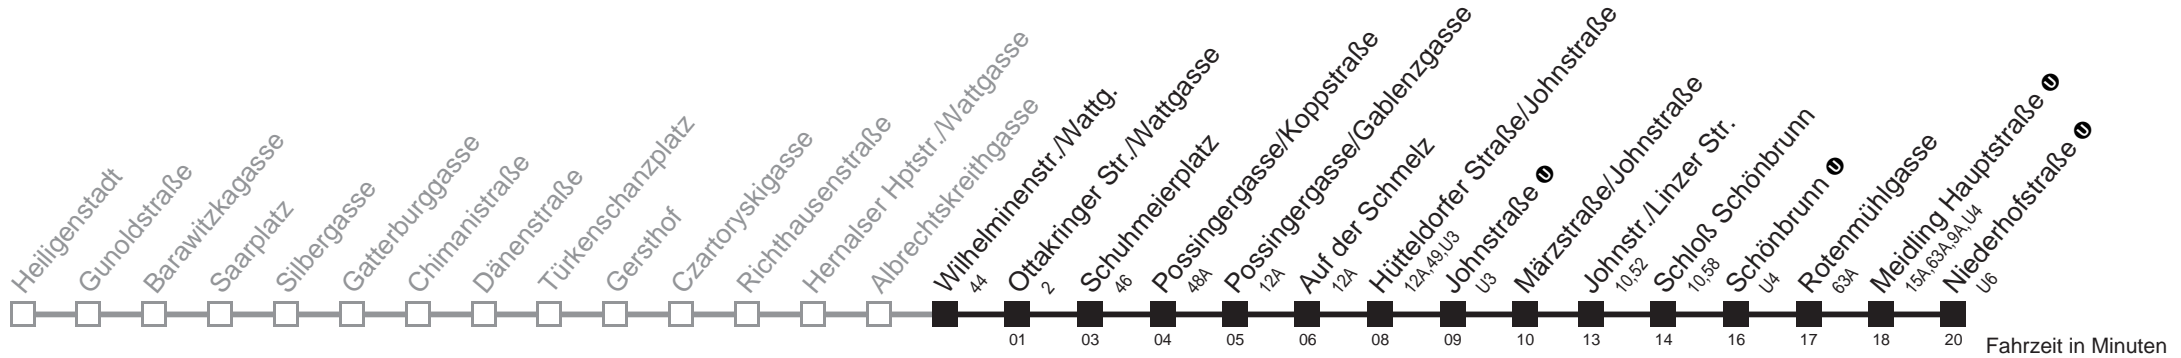 Heiligenstadt
Gunoldstraße
Barawitzkagasse
Saarplatz
Silbergasse
Gatterburggasse
Chimanistraße
Dänenstraße
Türkenschanzplatz
Gersthof
Czartoryskigasse
Richthausenstraße
Hernalser Hptstr./Wattgasse
Albrechtskreithgasse
Wilhelminenstr./Wattg.
44
Ottakringer Str./Wattgasse
2
Schuhmeierplatz
46
Possingergasse/Koppstraße
48A
Possingergasse/Gablenzgasse
12A
Auf der Schmelz
12A
Hütteldorfer Straße/Johnstraße
12A,49,U3
Johnstraße U
U3
Märzstraße/Johnstraße
Johnstr./Linzer Str.
10,52
Schloß Schönbrunn
10,58
Schönbrunn U
U4
Rotenmühlgasse
63A
Meidling Hauptstraße U
15A,63A,9A,U4
Niederhofstraße U
U6
01 03 04 05 06 08 09 10 13 14 16 17 18 20 Fahrzeit in Minuten